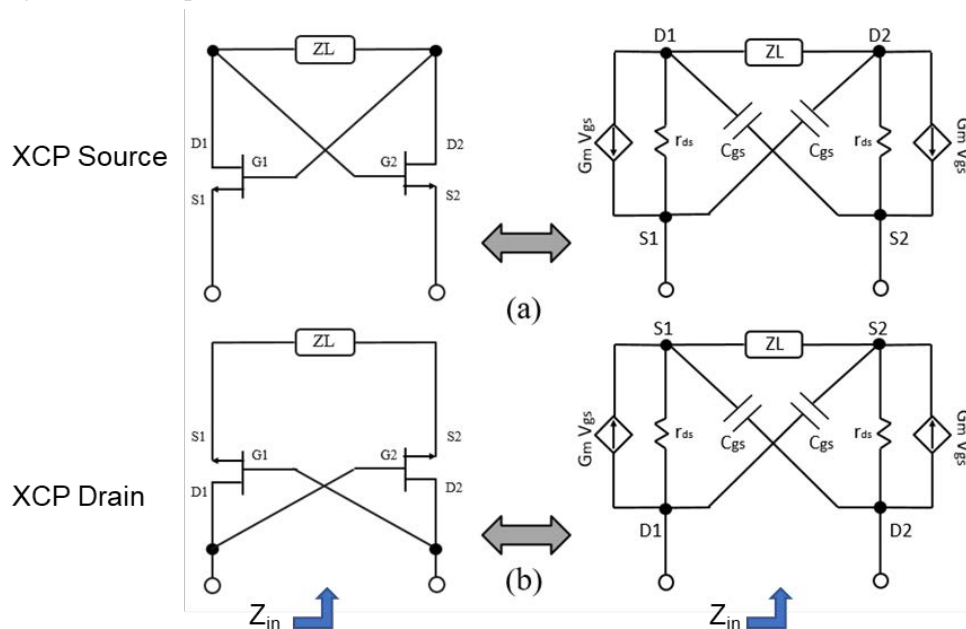 ZL
D1
D2
G1
G2
S1
S2
XCP Source
D1
ZL
D2
Gm Vgs
rds
Cgs
Cgs
rds
Gm Vgs
S1
S2
(a)
ZL
S1
S2
G1
G2
D1
D2
XCP Drain
S1
ZL
S2
Gm Vgs
rds
Cgs
Cgs
rds
Gm Vgs
D1
D2
(b)
Zin
Zin